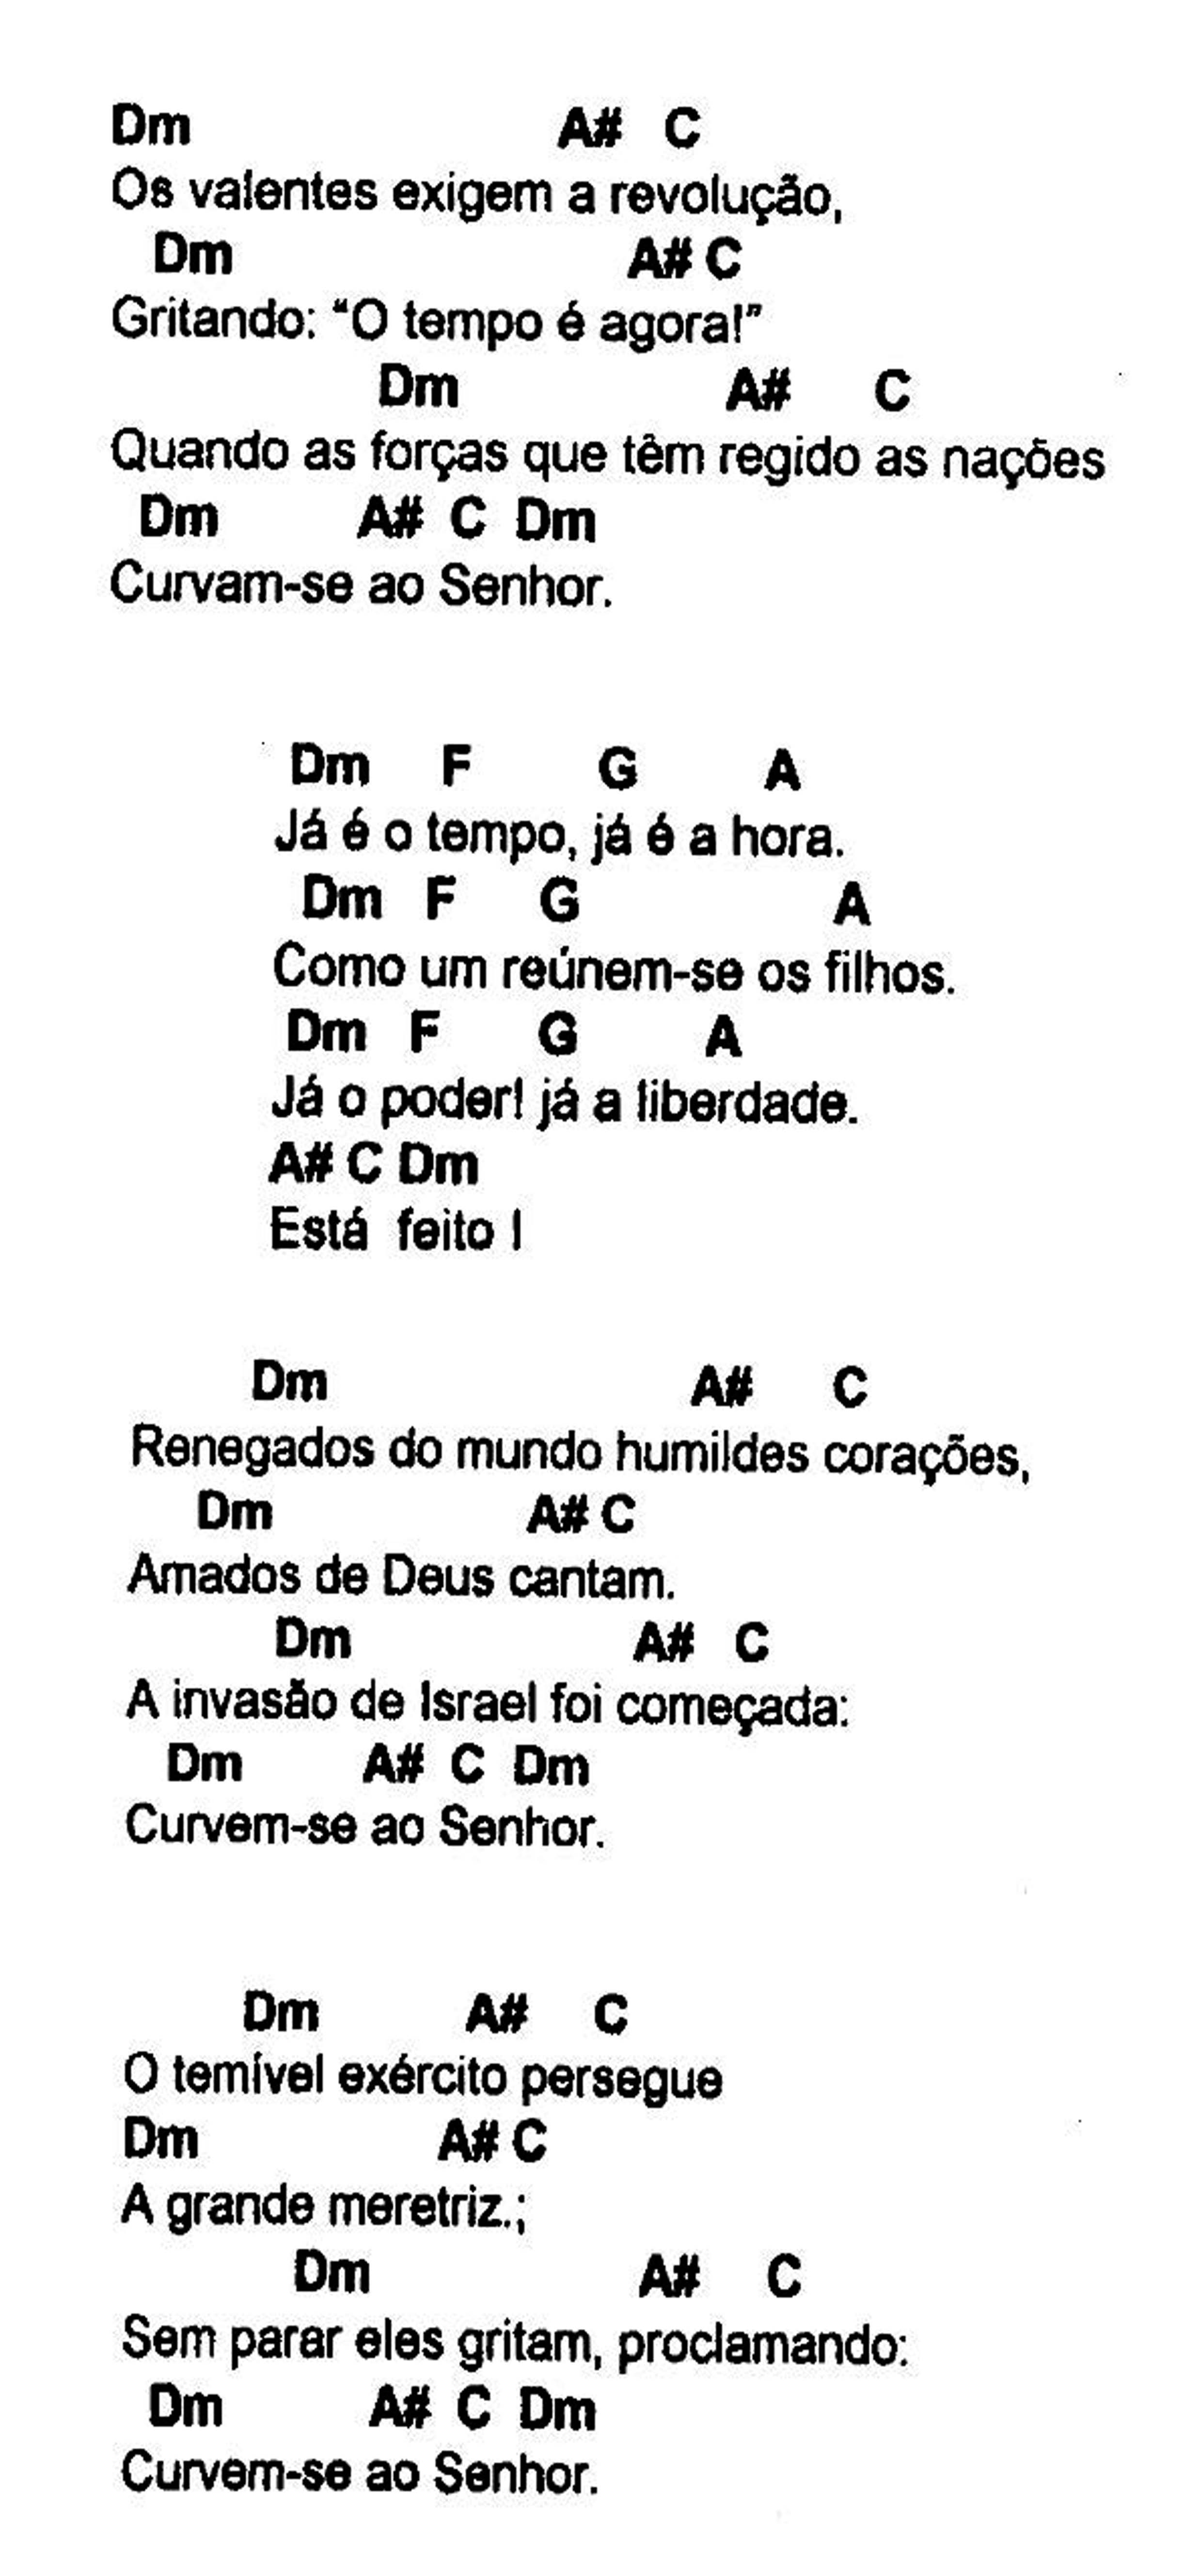 Dm A# C
Os valentes exigem a revolução,
Dm A# C
Gritando: “O tempo é agora!”
Dm A# C
Quando as forças que têm regido as nações
Dm A# C Dm
Curvam-se ao Senhor.
Dm F G A
Já é o tempo, já é a hora.
Dm F G A
Como um reúnem-se os filhos.
Dm F G A
Já o poder! já a liberdade.
A# C Dm
Está feito !
Dm A# C
Renegados do mundo humildes corações,
Dm A# C
Amados de Deus cantam.
Dm A# C
A invasão de Israel foi começada:
Dm A# C Dm
Curvem-se ao Senhor.
Dm A# C
O temível exército persegue
Dm A# C
A grande meretriz.;
Dm A# C
Sem parar eles gritam, proclamando:
Dm A# C Dm
Curvem-se ao Senhor.